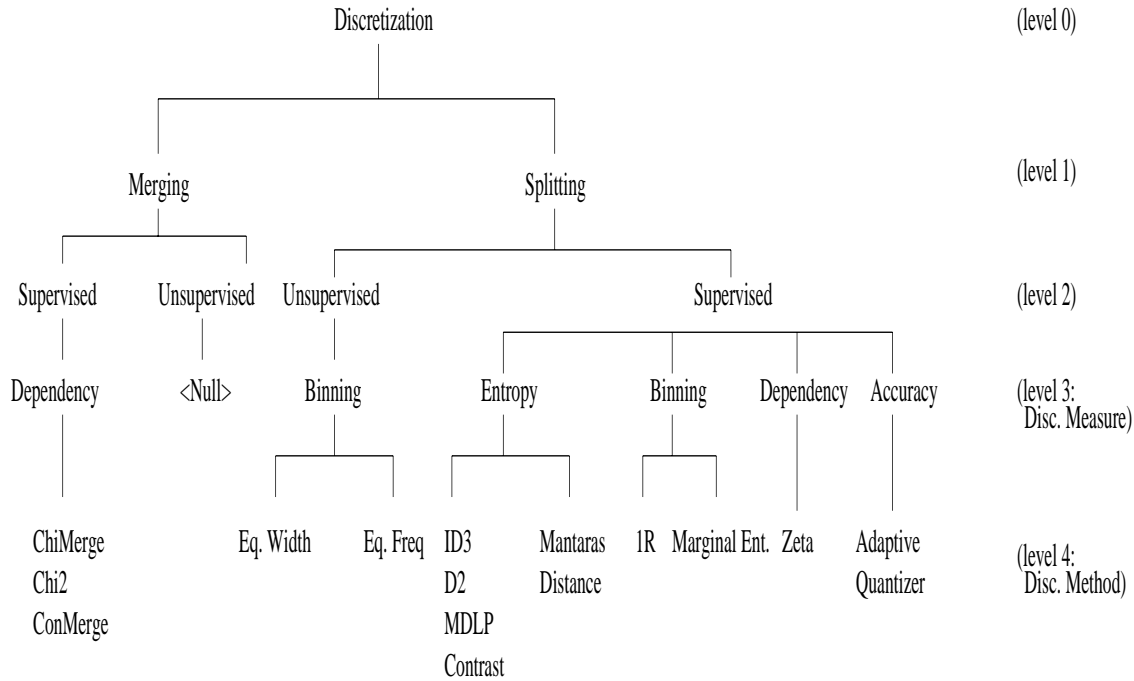 Discretization (level 0)
Merging Splitting (level 1)
Supervised Unsupervised Unsupervised Supervised (level 2)
Dependency <Null> Binning Entropy Binning Dependency Accuracy (level 3:
Disc. Measure)
ChiMerge Eq. Width Eq. Freq ID3 Mantaras 1R Marginal Ent. Zeta Adaptive (level 4:
Chi2 D2 Distance Quantizer Disc. Method)
ConMerge MDLP
Contrast